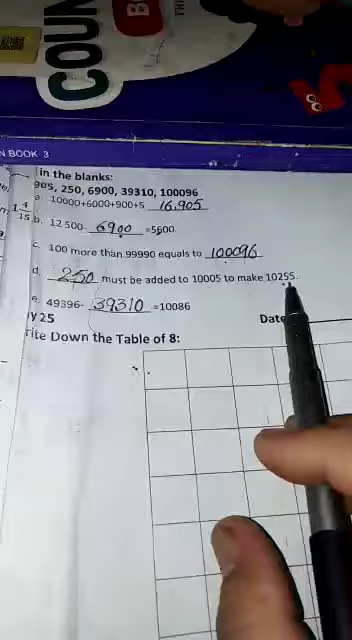 COUN
B
N BOOK 3
in the blanks:
905, 250, 6900, 39310, 100096
a. 10000+6000+900+5 16,905
b. 12 500- 6900 =5600.
c. 100 more than 99990 equals to 100096
d. 250 must be added to 10005 to make 10255.
e. 49396- 39310 =10086
y 25
Date
rite Down the Table of 8: